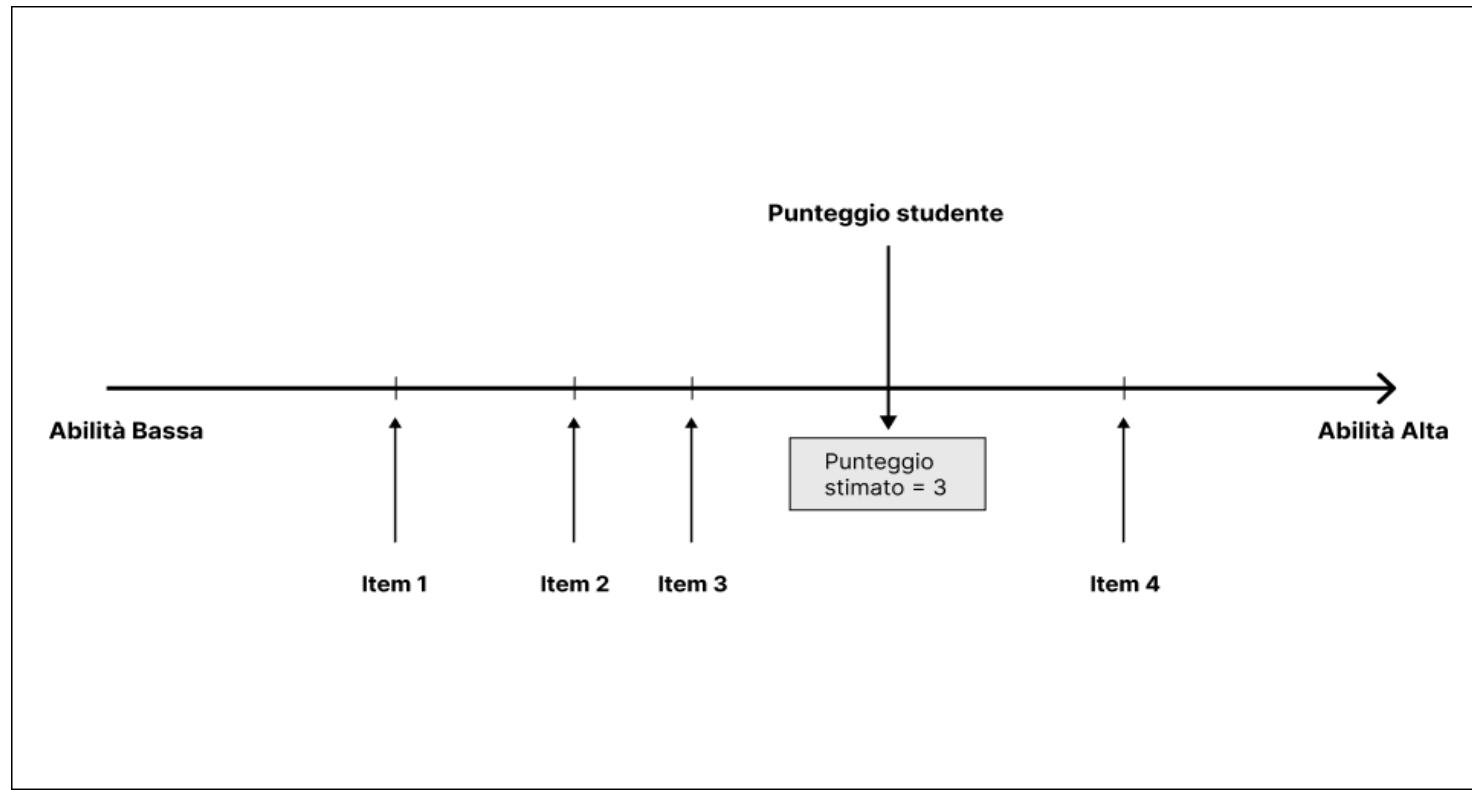 Punteggio studente
Abilità Bassa
Abilità Alta
Punteggio
stimato = 3
Item 1
Item 2
Item 3
Item 4